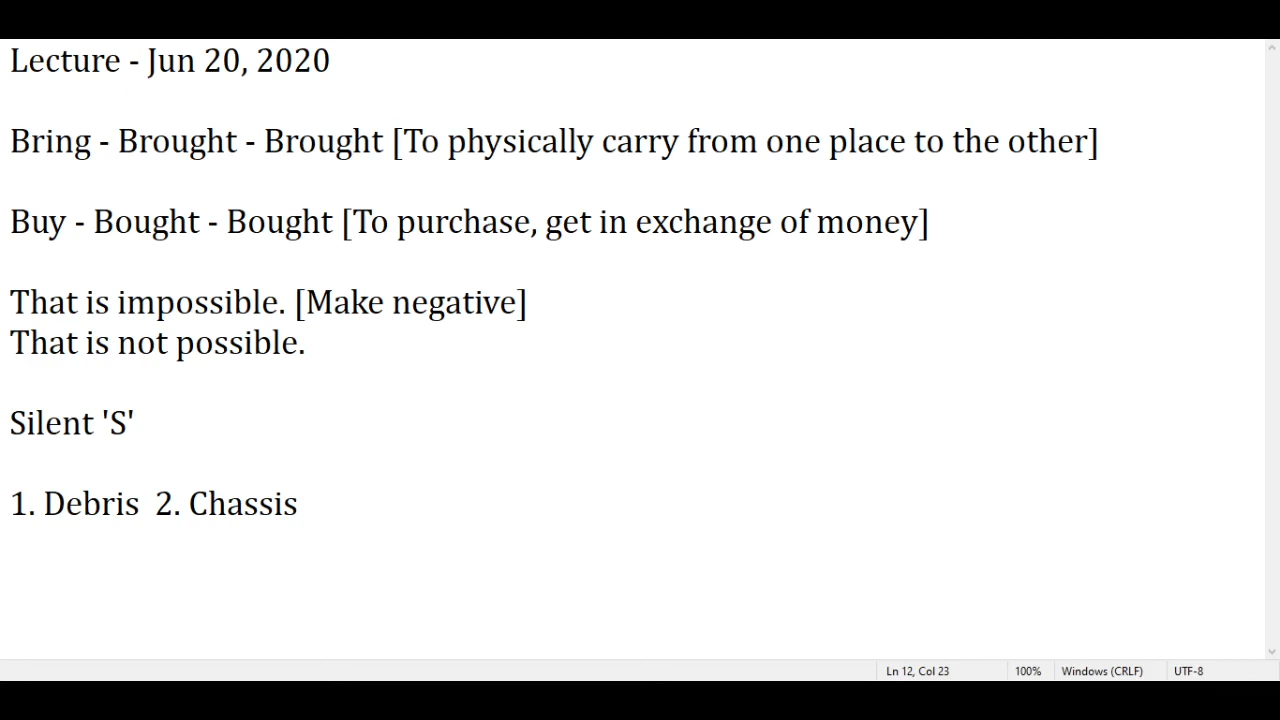 Lecture - Jun 20, 2020
Bring - Brought - Brought [To physically carry from one place to the other]
Buy - Bought - Bought [To purchase, get in exchange of money]
That is impossible. [Make negative]
That is not possible.
Silent 'S'
1. Debris  2. Chassis
Ln 12, Col 23 100% Windows (CRLF) UTF-8